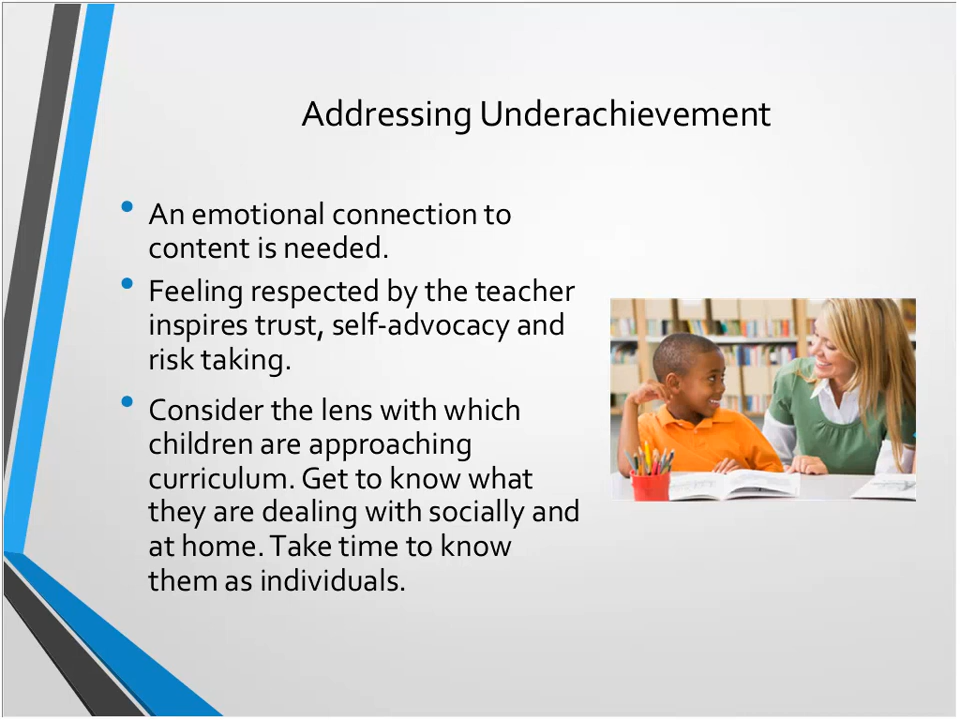 Addressing Underachievement
• An emotional connection to
content is needed.
• Feeling respected by the teacher
inspires trust, self-advocacy and
risk taking.
• Consider the lens with which
children are approaching
curriculum. Get to know what
they are dealing with socially and
at home. Take time to know
them as individuals.